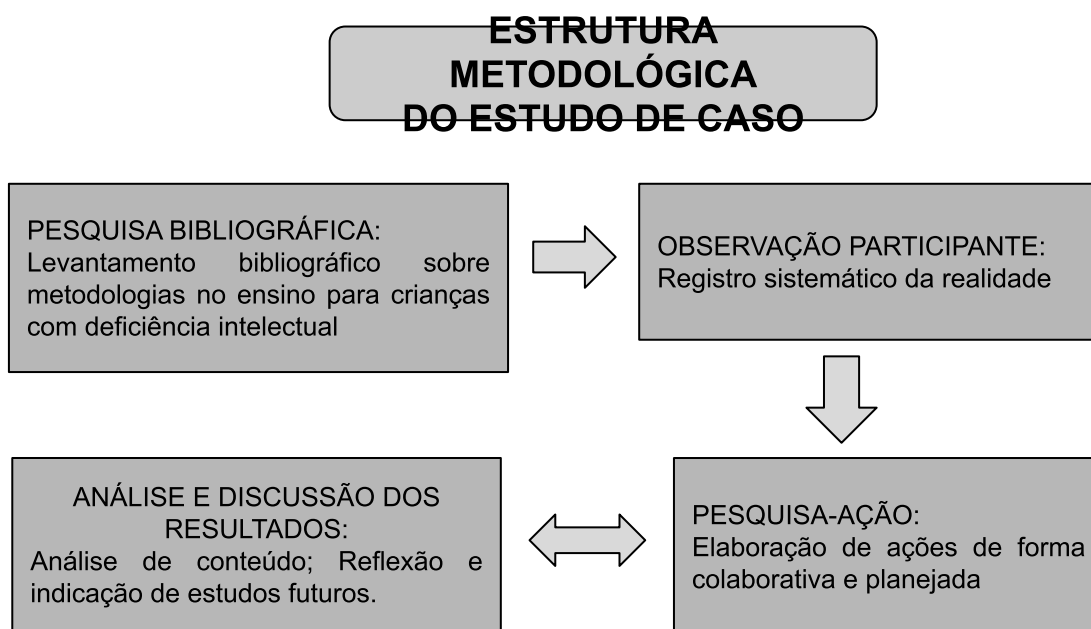 ESTRUTURA
METODOLÓGICA
DO ESTUDO DE CASO
PESQUISA BIBLIOGRÁFICA:
Levantamento bibliográfico sobre
metodologias no ensino para crianças
com deficiência intelectual
OBSERVAÇÃO PARTICIPANTE:
Registro sistemático da realidade
PESQUISA-AÇÃO:
Elaboração de ações de forma
colaborativa e planejada
ANÁLISE E DISCUSSÃO DOS
RESULTADOS:
Análise de conteúdo; Reflexão e
indicação de estudos futuros.